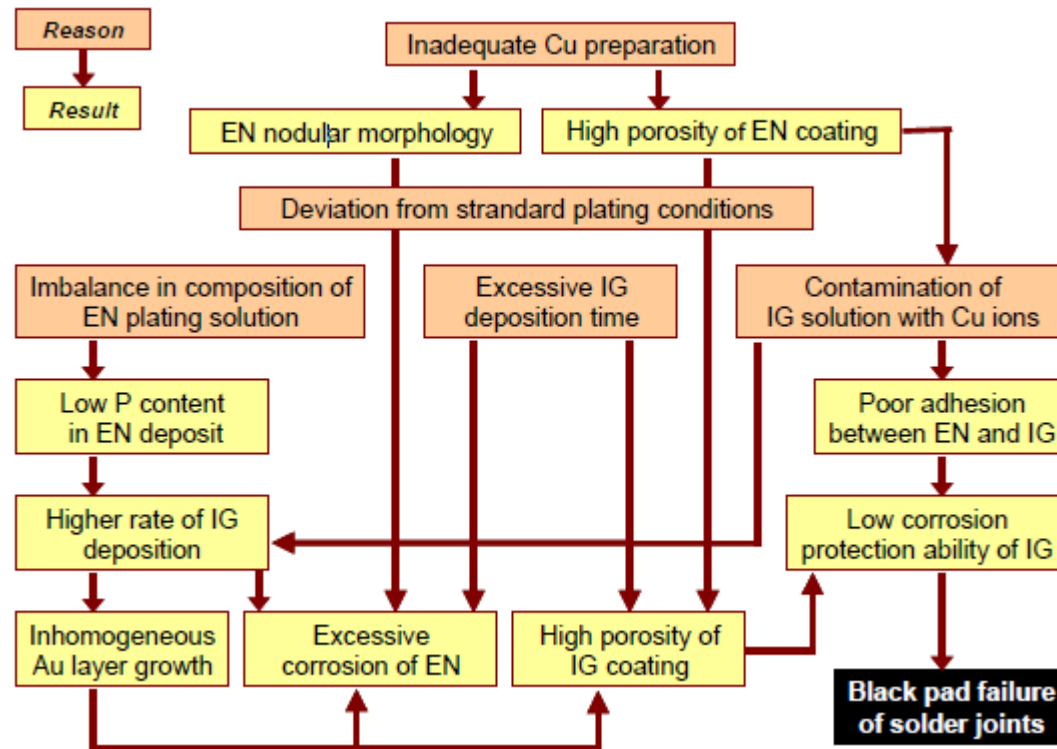 Reason
Inadequate Cu preparation
Result
EN nodular morphology
High porosity of EN coating
Deviation from strandard plating conditions
Imbalance in composition of
EN plating solution
Excessive IG
deposition time
Contamination of
IG solution with Cu ions
Low P content
in EN deposit
Poor adhesion
between EN and IG
Higher rate of IG
deposition
Low corrosion
protection ability of IG
Inhomogeneous
Au layer growth
Excessive
corrosion of EN
High porosity of
IG coating
Black pad failure
of solder joints